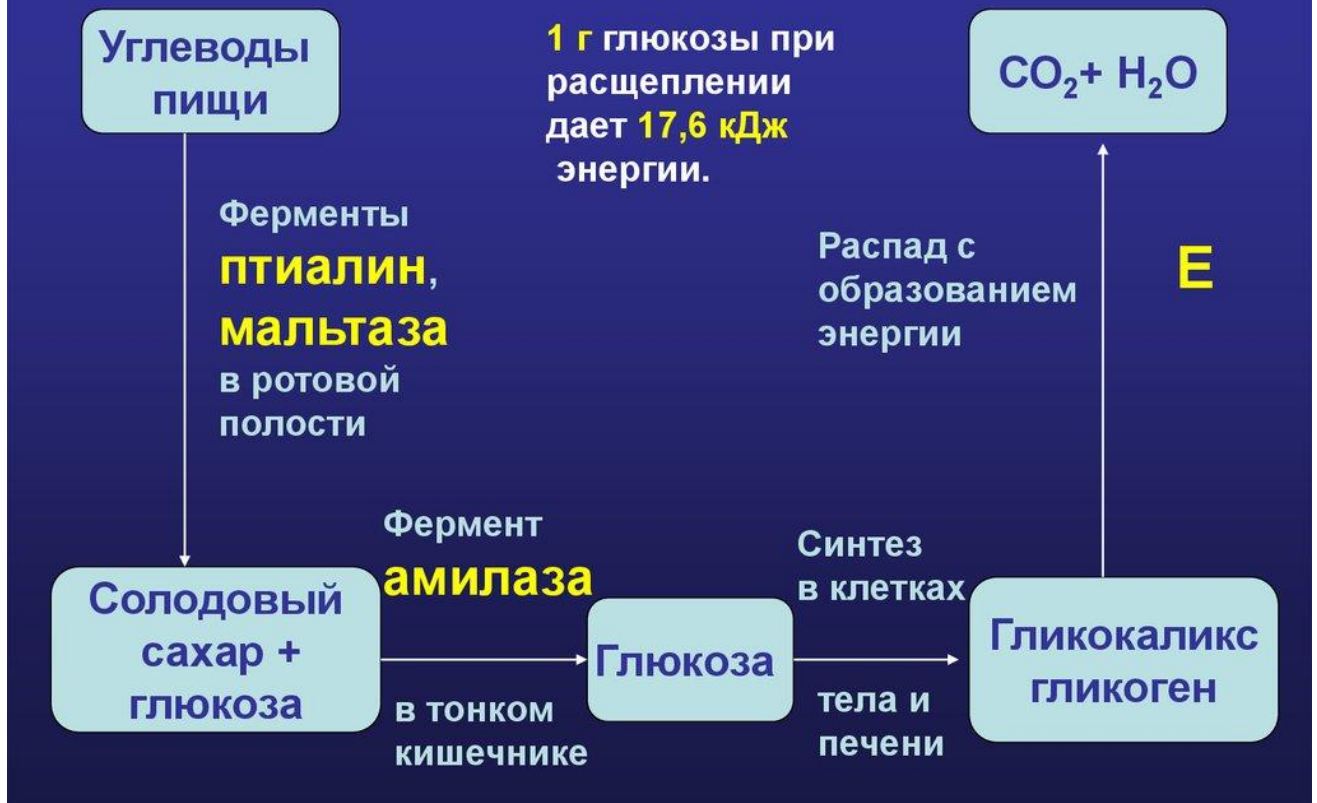 Углеводы
пищи
1 г глюкозы при
расщеплении
дает 17,6 кДж
энергии.
CO₂+ H₂O
Ферменты
птиалин,
мальтаза
в ротовой
полости
Распад с
образованием
энергии
Е
Солодовый
сахар +
глюкоза
Фермент
амилаза
в тонком
кишечнике
Глюкоза
Синтез
в клетках
тела и
печени
Гликокаликс
гликоген